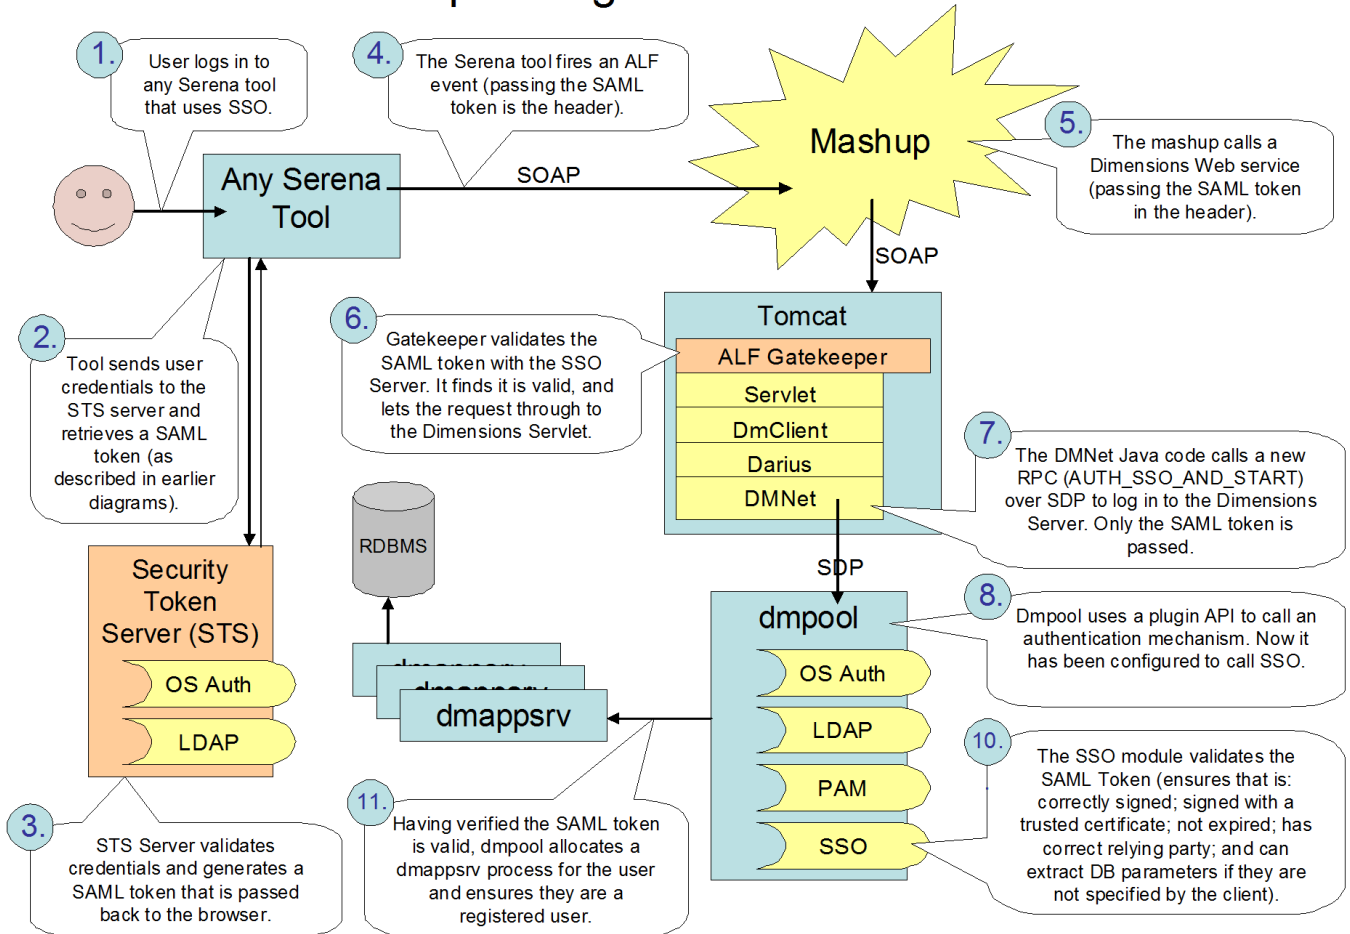 1.
User logs in to
any Serena tool
that uses SSO.
4.
The Serena tool fires an ALF
event (passing the SAML
token is the header).
Mashup
5.
The mashup calls a
Dimensions Web service
(passing the SAML token
in the header).
Any Serena
Tool
SOAP
SOAP
2.
Tool sends user
credentials to the
STS server and
retrieves a SAML
token (as
described in earlier
diagrams).
6.
Gatekeeper validates the
SAML token with the SSO
Server. It finds it is valid, and
lets the request through to
the Dimensions Servlet.
Tomcat
ALF Gatekeeper
Servlet
DmClient
Darius
DMNet
7.
The DMNet Java code calls a new
RPC (AUTH_SSO_AND_START)
over SDP to log in to the Dimensions
Server. Only the SAML token is
passed.
RDBMS
SDP
Security
Token
Server (STS)
OS Auth
LDAP
dmpool
OS Auth
LDAP
PAM
SSO
8.
Dmpool uses a plugin API to call an
authentication mechanism. Now it
has been configured to call SSO.
dmappsrv
dmappsrv
dmappsrv
10.
The SSO module validates the
SAML Token (ensures that is:
correctly signed; signed with a
trusted certificate; not expired; has
correct relying party; and can
extract DB parameters if they are
not specified by the client).
3.
STS Server validates
credentials and generates a
SAML token that is passed
back to the browser.
11.
Having verified the SAML token
is valid, dmpool allocates a
dmappsrv process for the user
and ensures they are a
registered user.